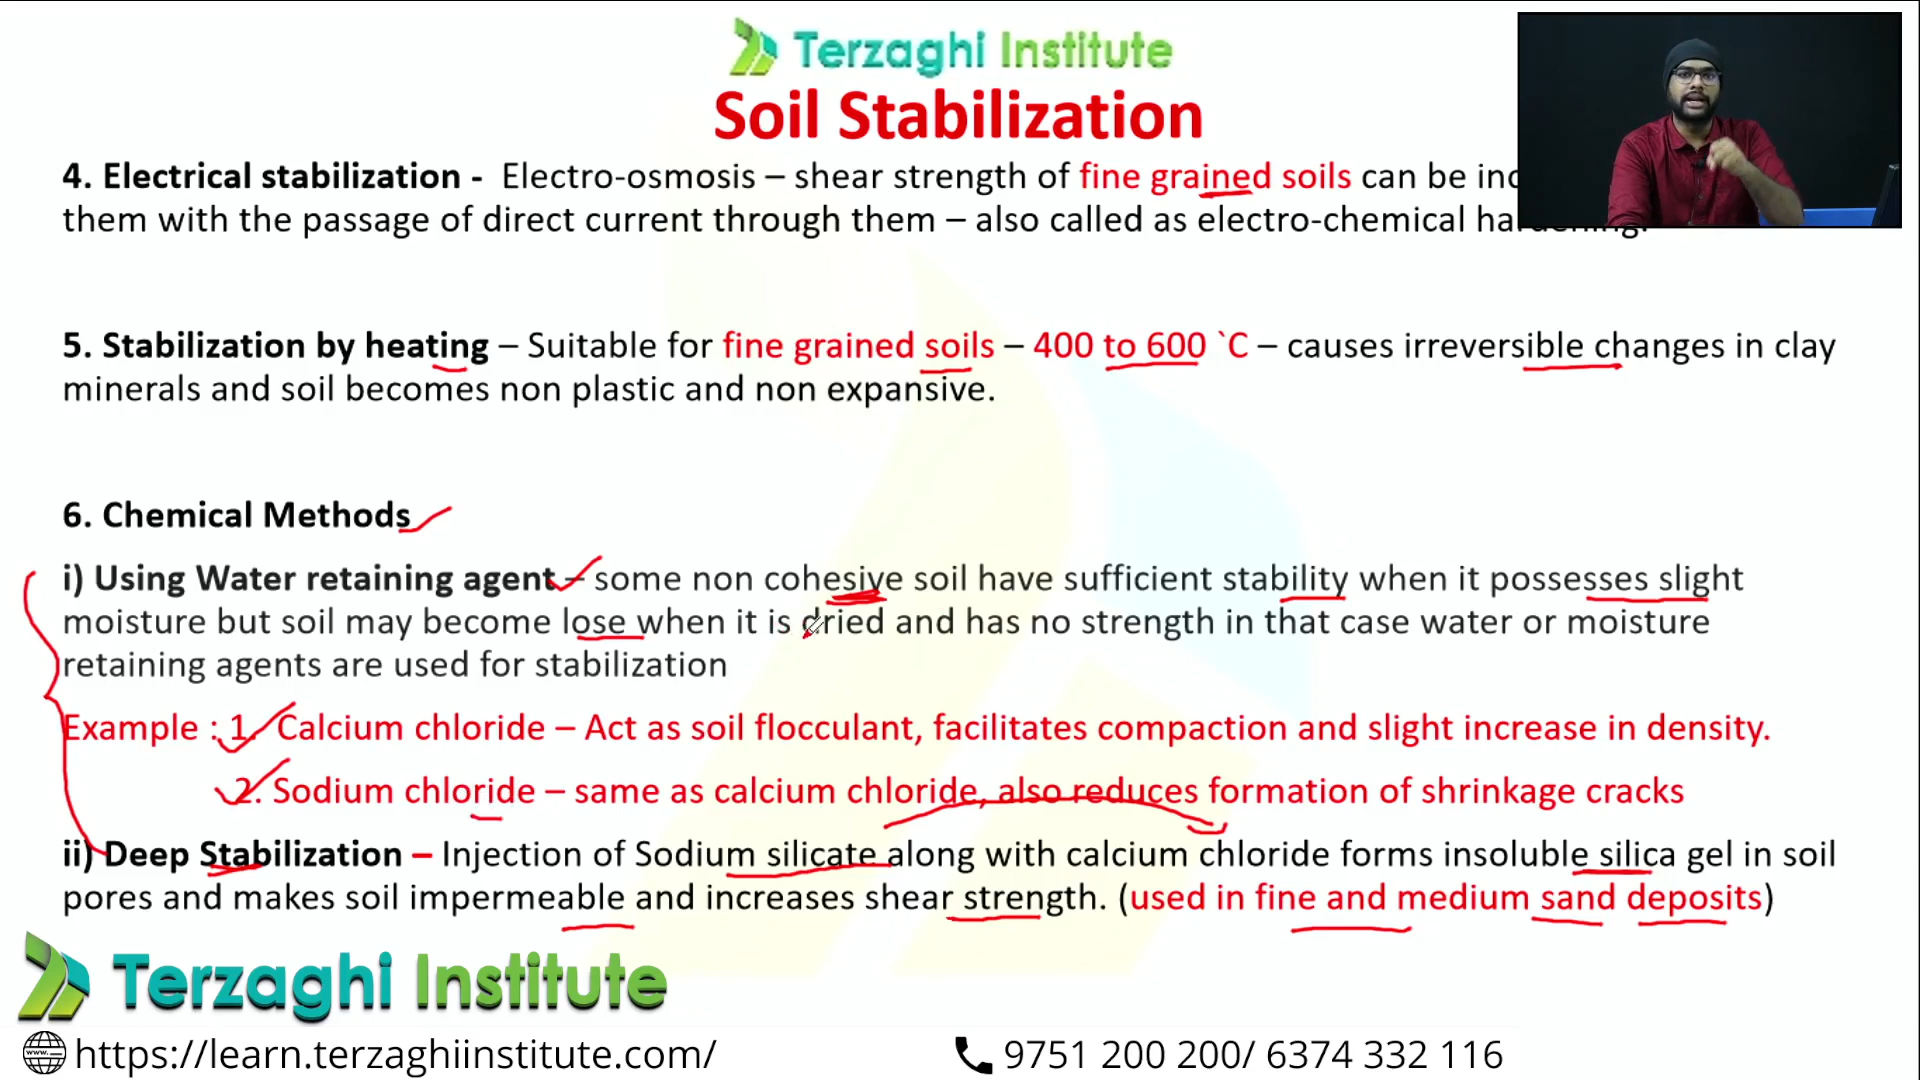 Terzaghi Institute
Soil Stabilization
4. Electrical stabilization - Electro-osmosis – shear strength of fine grained soils can be
them with the passage of direct current through them – also called as electro-chemical hardening.
5. Stabilization by heating – Suitable for fine grained soils – 400 to 600 `C – causes irreversible changes in clay
minerals and soil becomes non plastic and non expansive.
6. Chemical Methods
i) Using Water retaining agent – some non cohesive soil have sufficient stability when it possesses slight
moisture but soil may become lose when it is dried and has no strength in that case water or moisture
retaining agents are used for stabilization
Example : 1. Calcium chloride – Act as soil flocculant, facilitates compaction and slight increase in density.
2. Sodium chloride – same as calcium chloride, also reduces formation of shrinkage cracks
ii) Deep Stabilization – Injection of Sodium silicate along with calcium chloride forms insoluble silica gel in soil
pores and makes soil impermeable and increases shear strength. (used in fine and medium sand deposits)
Terzaghi Institute
www... https://learn.terzaghiinstitute.com/ 9751 200 200/ 6374 332 116